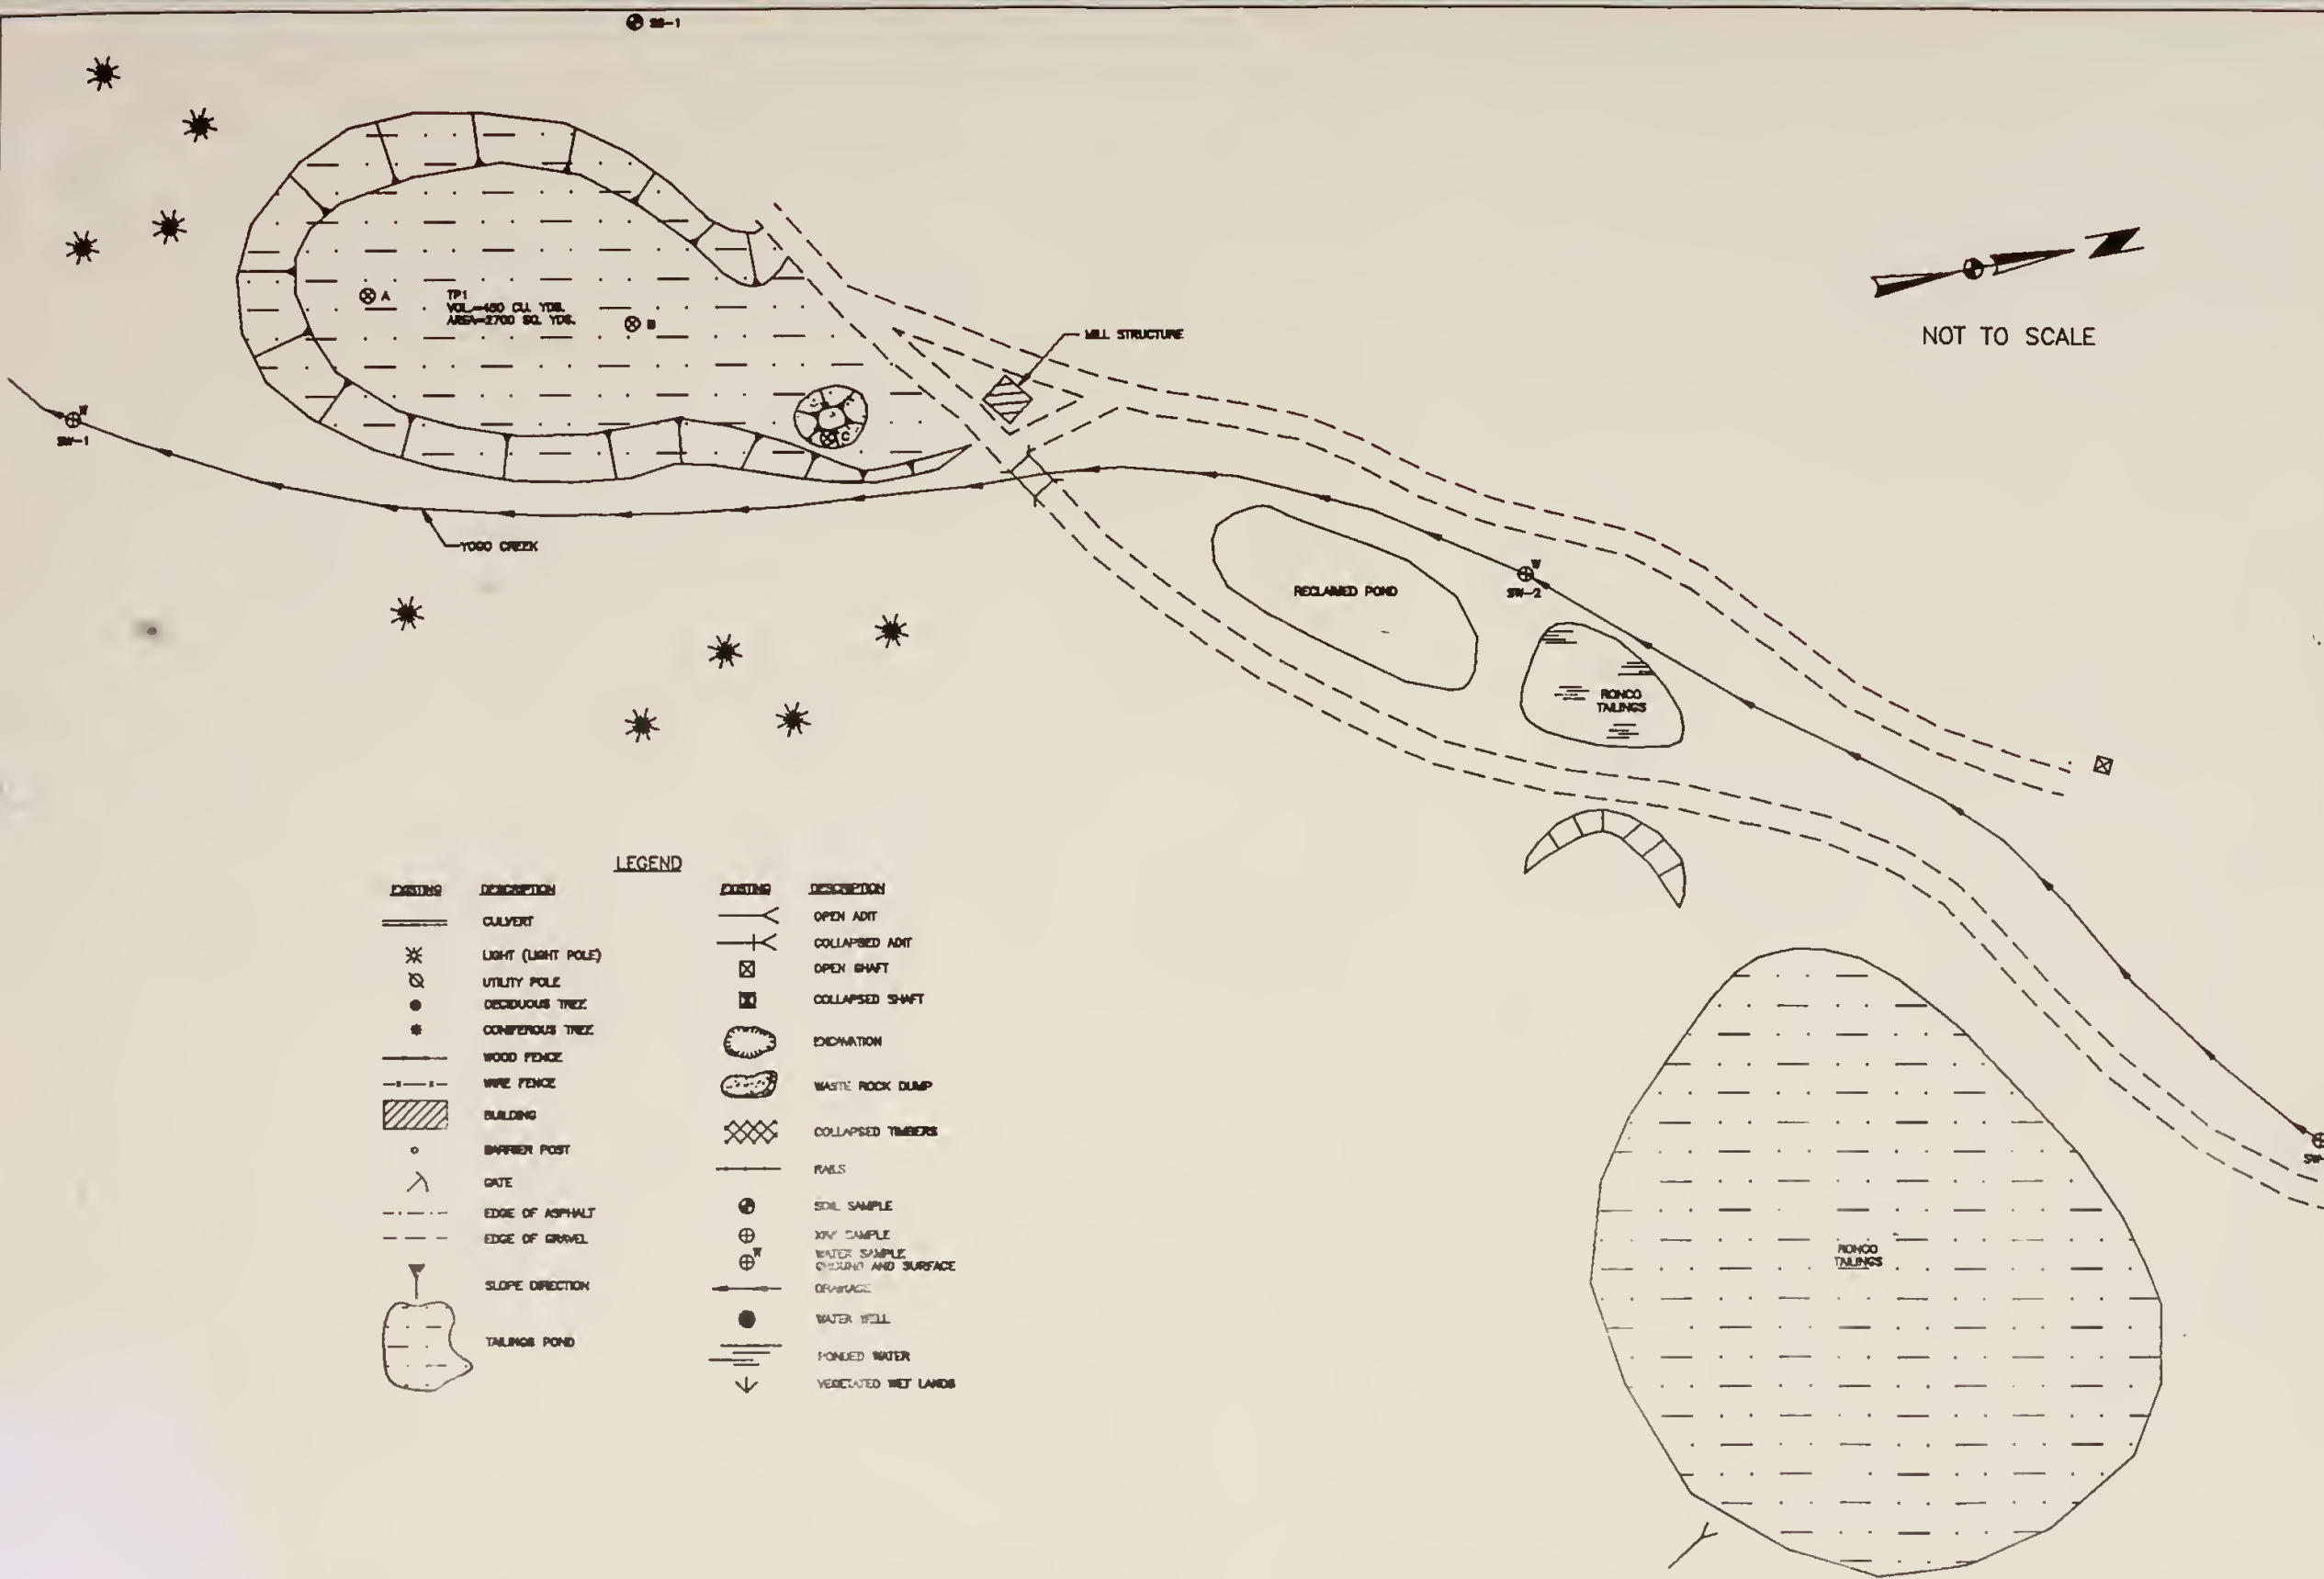 SS-1
A
TP1
VOL.=450 CU. YDS.
AREA=2700 SQ. YDS.
B
C
MILL STRUCTURE
NOT TO SCALE
W
SW-1
YOGO CREEK
RECLAIMED POND
W
SW-2
RONCO
TAILINGS
SW-
RONCO
TAILINGS
LEGEND
EXISTING DESCRIPTION
CULVERT
LIGHT (LIGHT POLE)
UTILITY POLE
DECIDUOUS TREE
CONIFEROUS TREE
WOOD FENCE
WIRE FENCE
BUILDING
BARRIER POST
GATE
EDGE OF ASPHALT
EDGE OF GRAVEL
SLOPE DIRECTION
TAILINGS POND
EXISTING DESCRIPTION
OPEN ADIT
COLLAPSED ADIT
OPEN SHAFT
COLLAPSED SHAFT
EXCAVATION
WASTE ROCK DUMP
COLLAPSED TIMBERS
RAILS
SOIL SAMPLE
XRF SAMPLE
W
WATER SAMPLE
GROUND AND SURFACE
DRAINAGE
WATER WELL
PONDED WATER
VEGETATED WET LANDS